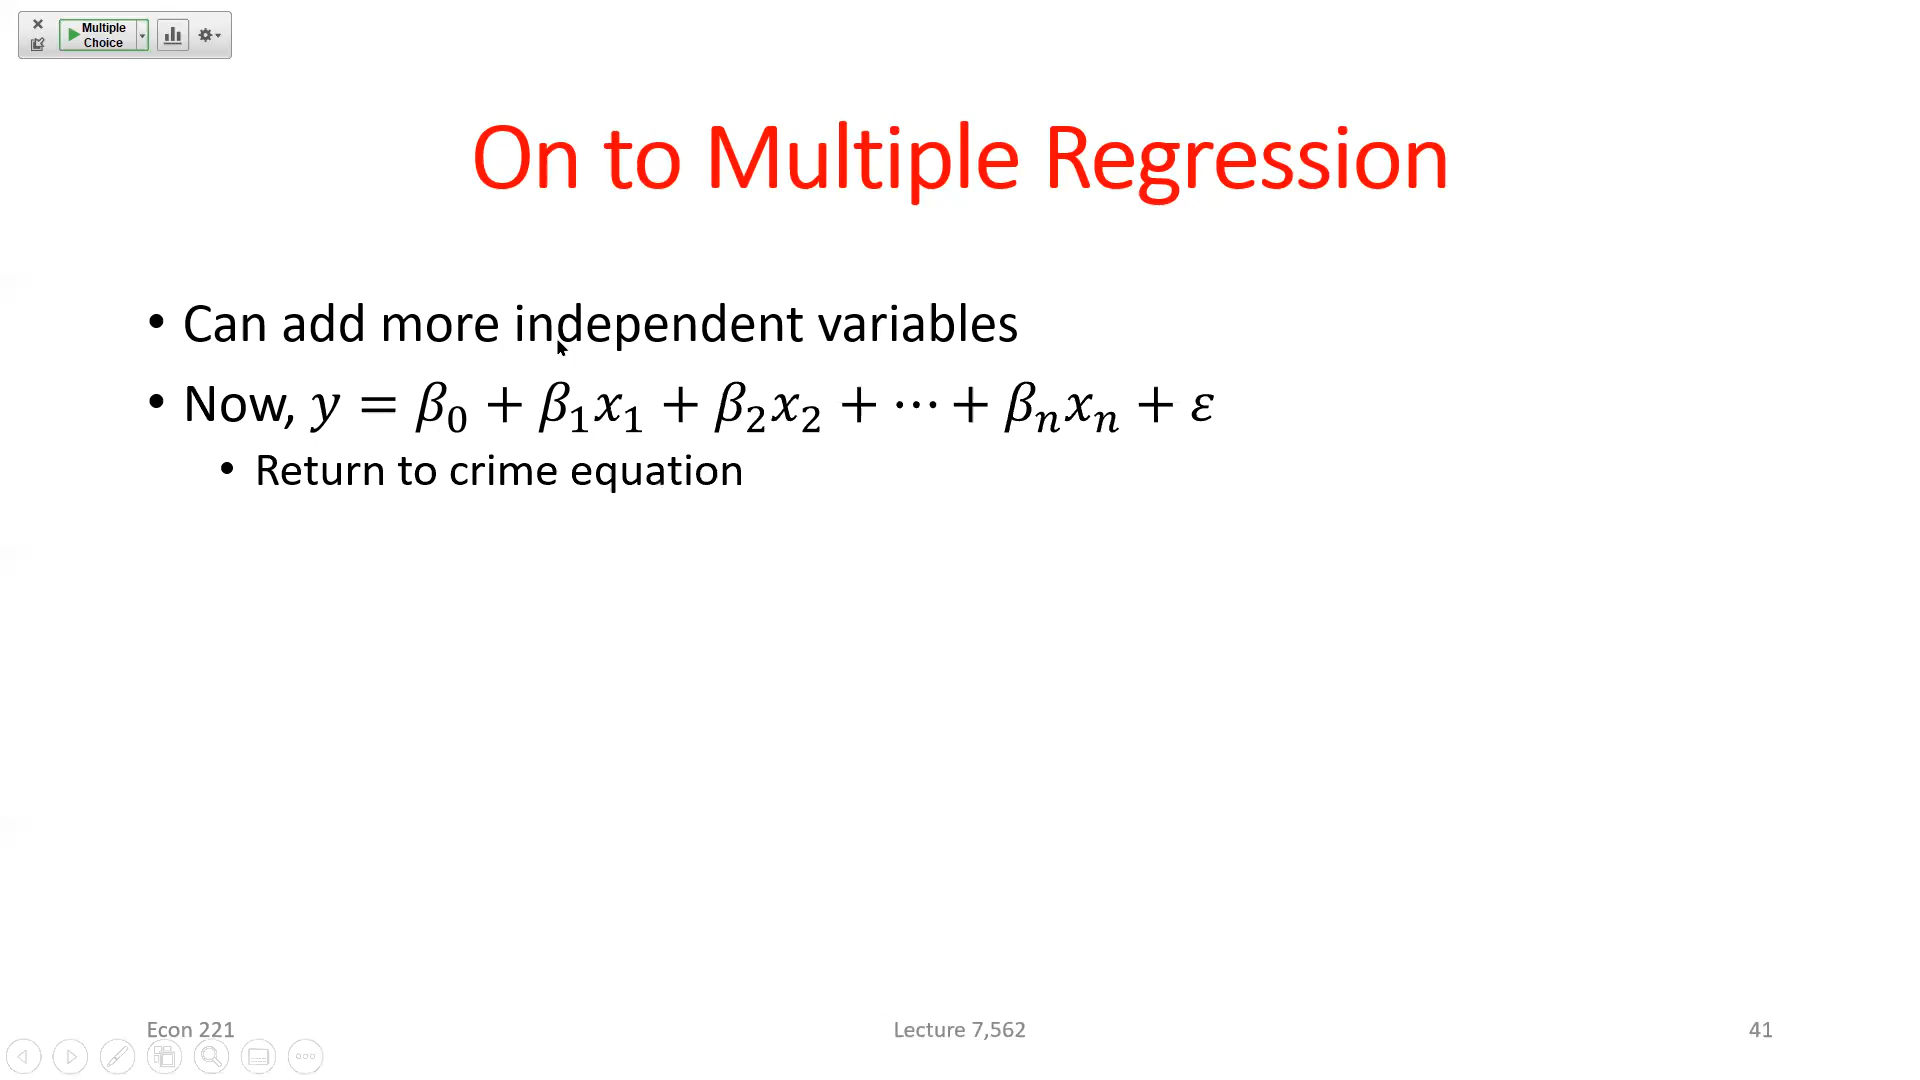 Multiple
Choice
On to Multiple Regression
• Can add more independent variables
• Now, 𝑦 = 𝛽₀ + 𝛽₁𝑥₁ + 𝛽₂𝑥₂ + ⋯ + 𝛽ₙ𝑥ₙ + 𝜀
• Return to crime equation
Econ 221
Lecture 7,562
41